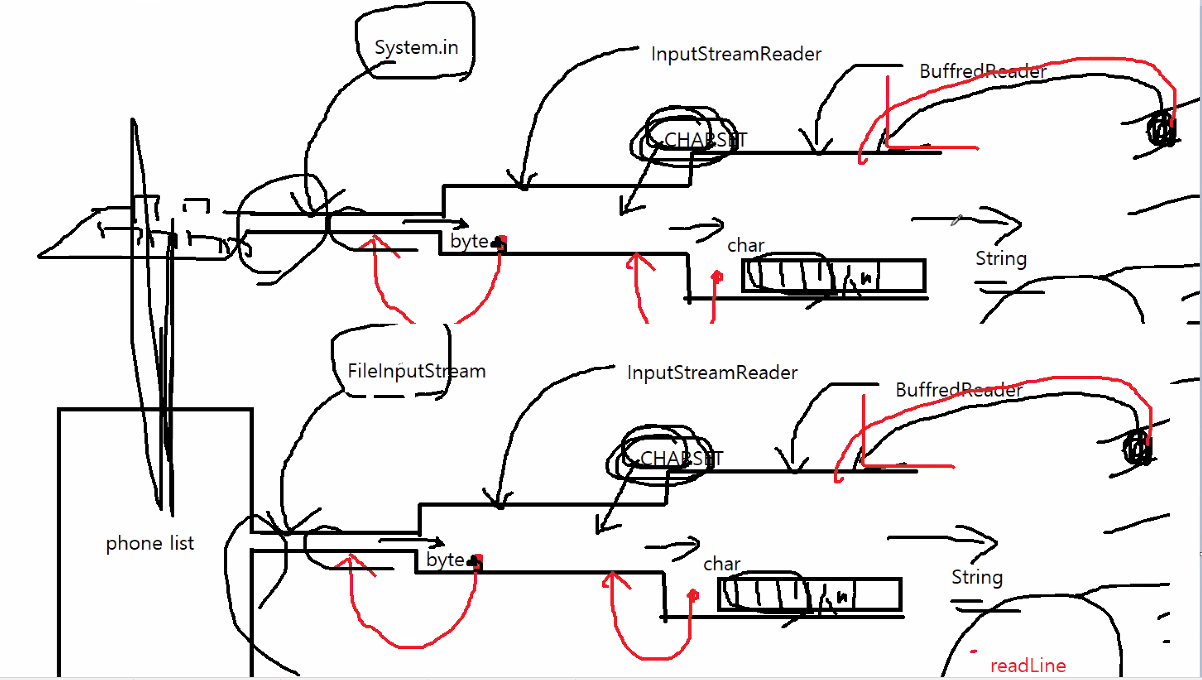 System.in
InputStreamReader
BuffredReader
CHARSET
byte
char
String
FileInputStream
InputStreamReader
BuffredReader
CHARSET
phone list
byte
char
String
readLine